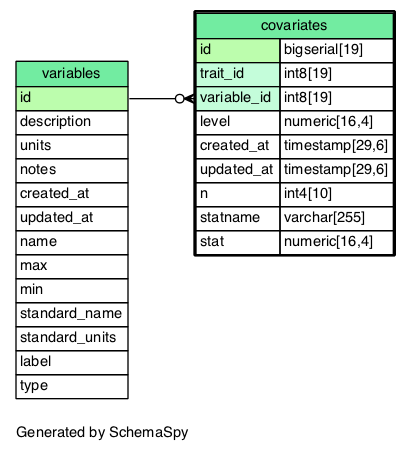 variables
id
description
units
notes
created_at
updated_at
name
max
min
standard_name
standard_units
label
type
covariates
id bigserial[19]
trait_id int8[19]
variable_id int8[19]
level numeric[16,4]
created_at timestamp[29,6]
updated_at timestamp[29,6]
n int4[10]
statname varchar[255]
stat numeric[16,4]
Generated by SchemaSpy